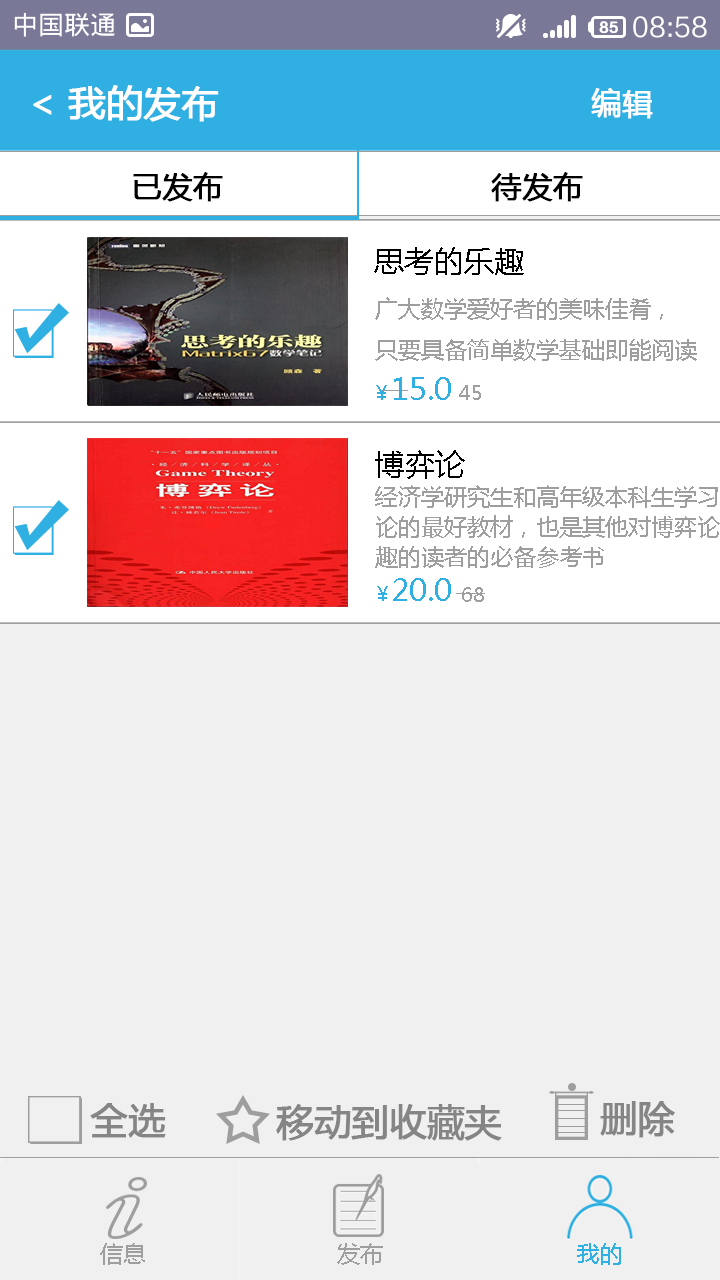 中国联通
85 08:58
< 我的发布
编辑
已发布
待发布
思考的乐趣
Matrix67数学笔记
顾森 著
人民邮电出版社
思考的乐趣
广大数学爱好者的美味佳肴，
只要具备简单数学基础即能阅读
¥15.0 45
"十一五"国家重点图书出版规划项目
·经/济/科/学/译/丛·
Game Theory
博弈论
中国人民大学出版社
博弈论
经济学研究生和高年级本科生学习
论的最好教材，也是其他对博弈论
趣的读者的必备参考书
¥20.0 68
全选
移动到收藏夹
删除
信息
发布
我的